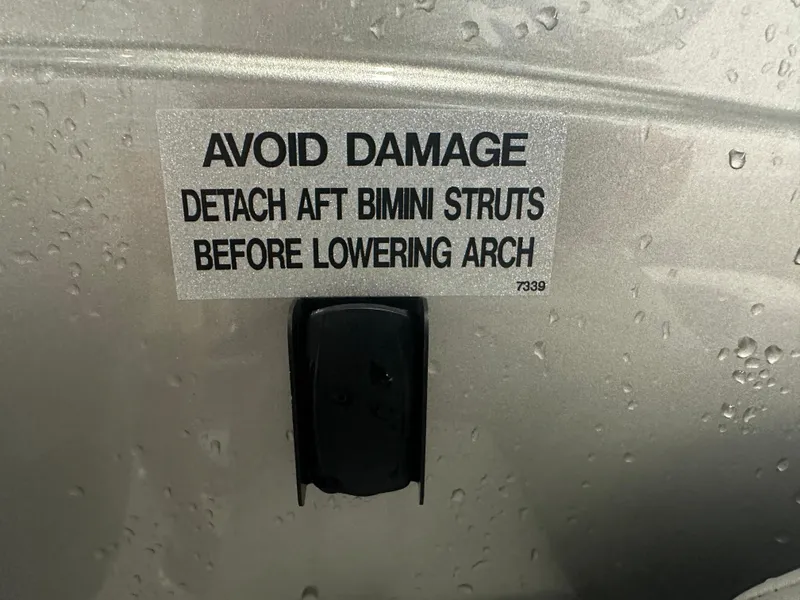 AVOID DAMAGE
DETACH AFT BIMINI STRUTS
BEFORE LOWERING ARCH
7339